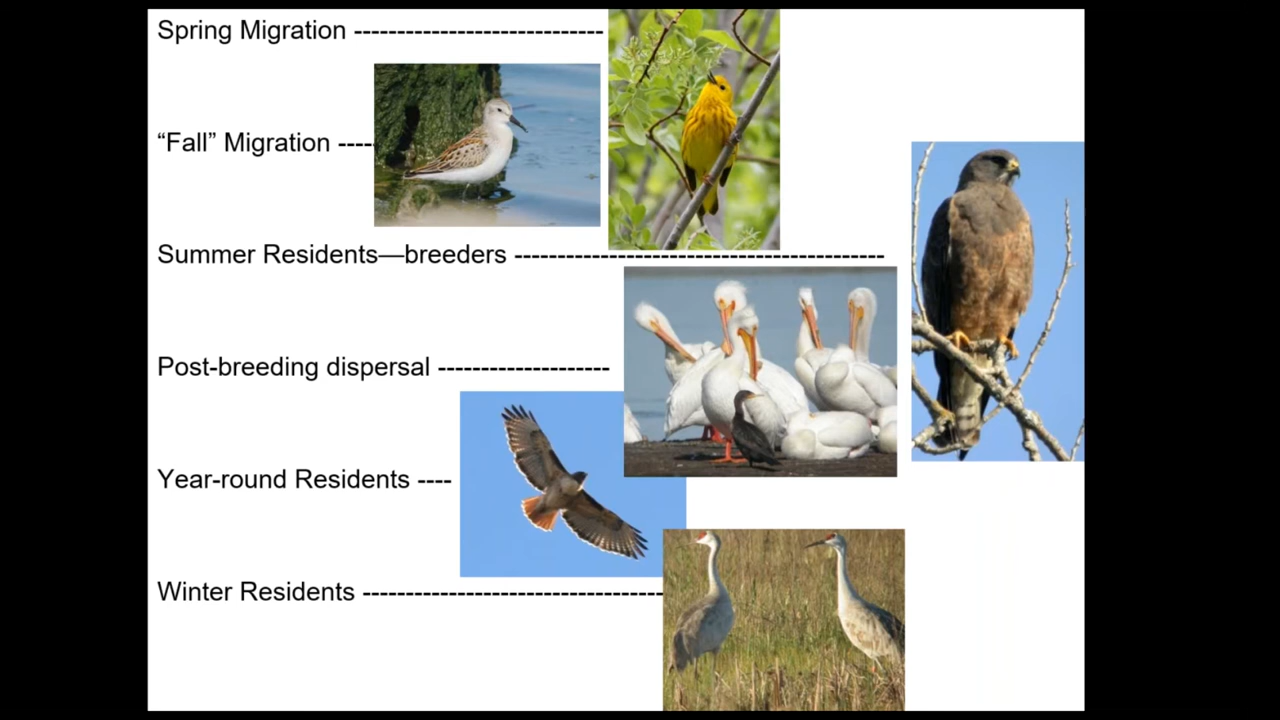 Spring Migration -----------------------------
“Fall” Migration ----
Summer Residents—breeders -------------------------------------------
Post-breeding dispersal --------------------
Year-round Residents ----
Winter Residents -----------------------------------